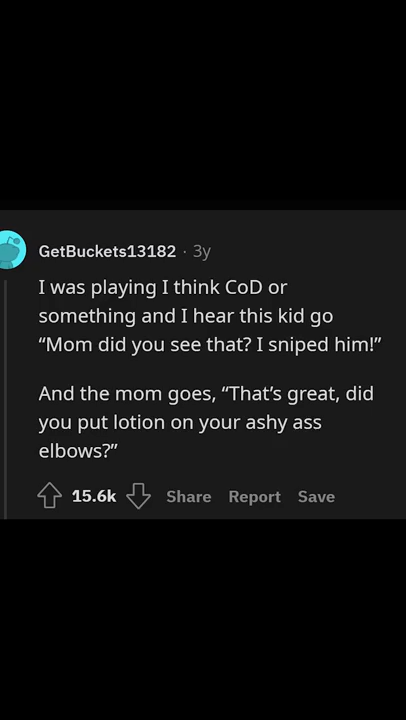 GetBuckets13182 · 3y
I was playing I think CoD or
something and I hear this kid go
“Mom did you see that? I sniped him!”
And the mom goes, “That’s great, did
you put lotion on your ashy ass
elbows?”
15.6k Share Report Save